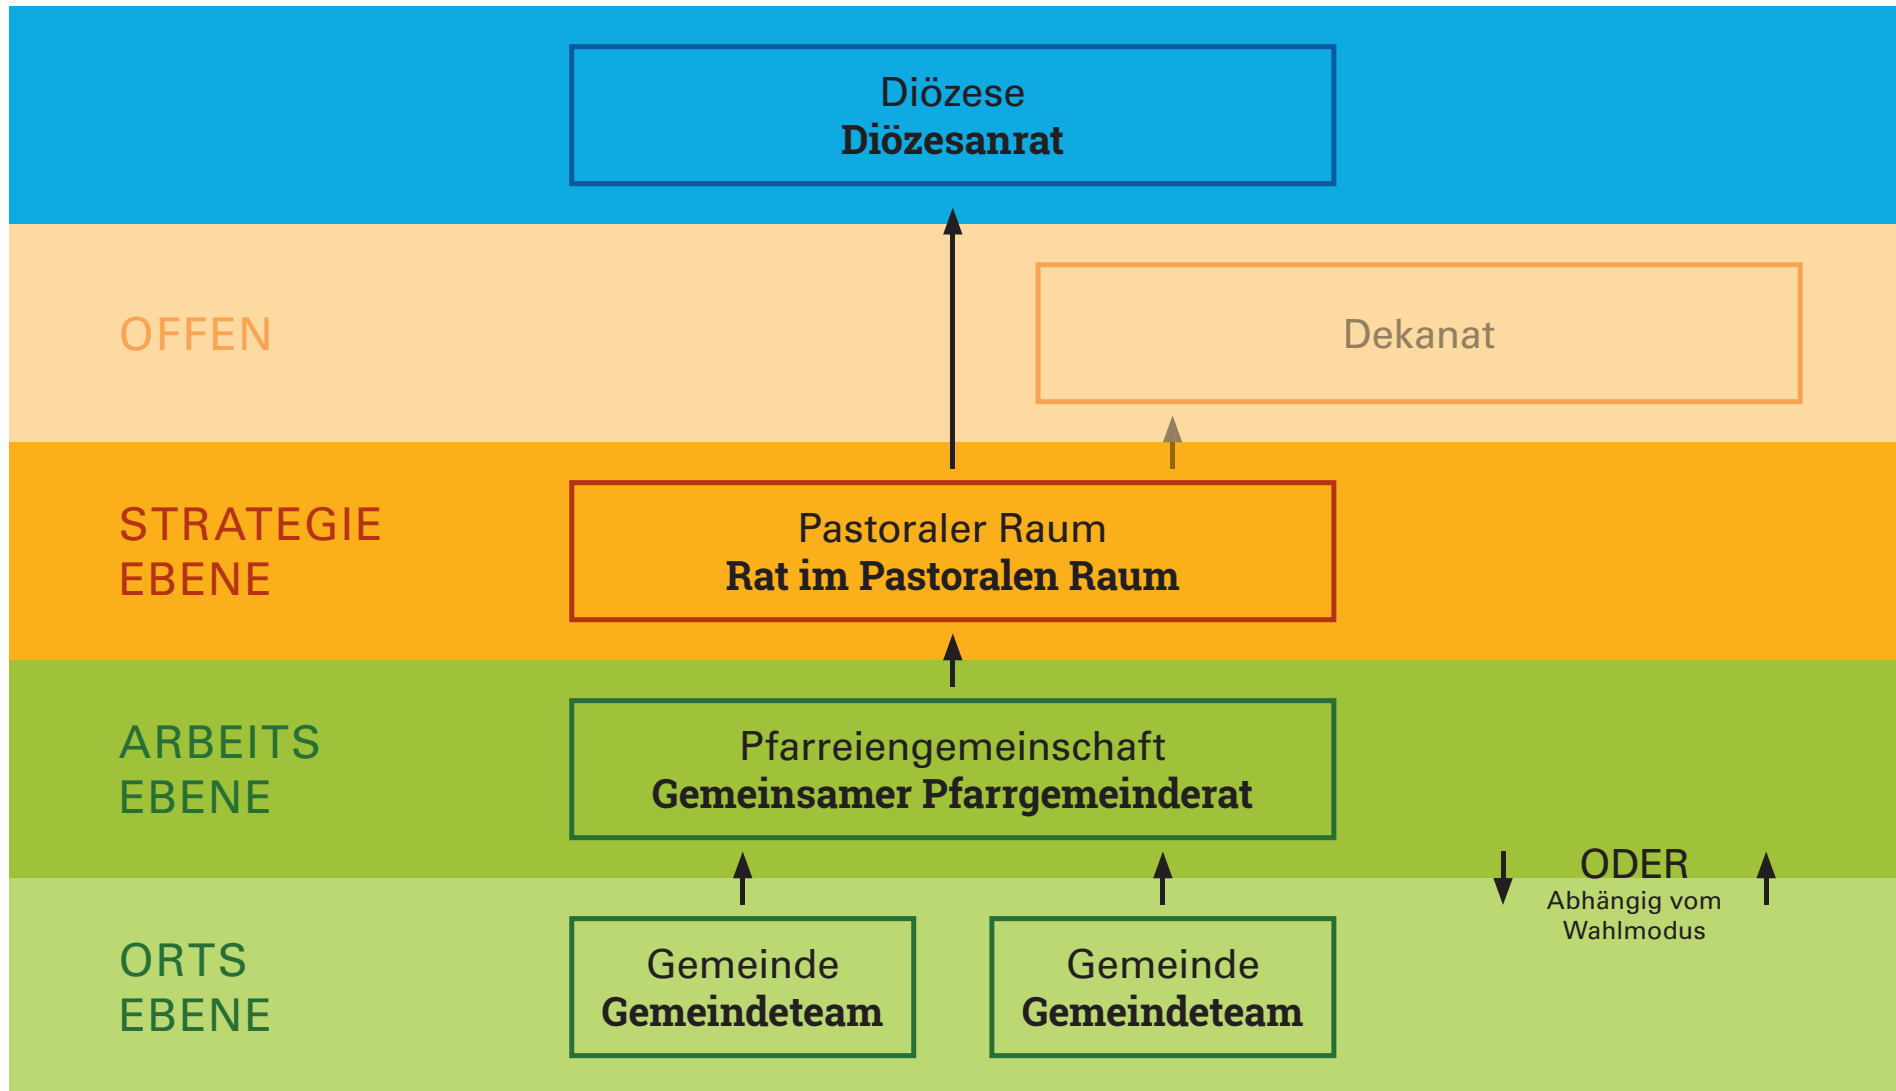 Diözese
Diözesanrat
OFFEN
Dekanat
STRATEGIE
EBENE
Pastoraler Raum
Rat im Pastoralen Raum
ARBEITS
EBENE
Pfarreiengemeinschaft
Gemeinsamer Pfarrgemeinderat
ODER
Abhängig vom
Wahlmodus
ORTS
EBENE
Gemeinde
Gemeindeteam
Gemeinde
Gemeindeteam